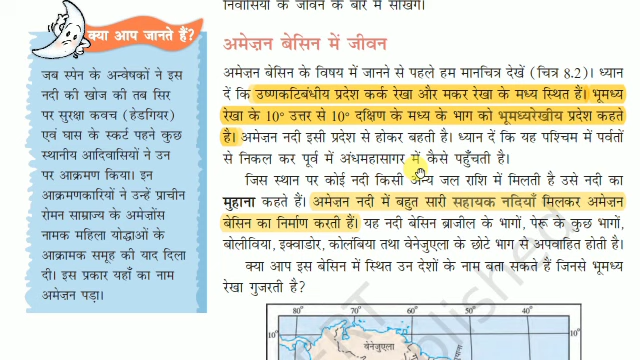 निवासियों के जीवन के बारे में सीखेंगे।
क्या आप जानते हैं?
जब स्पेन के अन्वेषकों ने इस
नदी की खोज की तब सिर
पर सुरक्षा कवच (हेडगियर)
एवं घास के स्कर्ट पहने कुछ
स्थानीय आदिवासियों ने उन
पर आक्रमण किया। इन
आक्रमणकारियों ने उन्हें प्राचीन
रोमन साम्राज्य के अमेज़ोंस
नामक महिला योद्धाओं के
आक्रामक समूह की याद दिला
दी। इस प्रकार यहाँ का नाम
अमेज़न पड़ा।
अमेज़न बेसिन में जीवन
अमेज़न बेसिन के विषय में जानने से पहले हम मानचित्र देखें (चित्र 8.2)। ध्यान
दें कि उष्णकटिबंधीय प्रदेश कर्क रेखा और मकर रेखा के मध्य स्थित हैं। भूमध्य
रेखा के 10° उत्तर से 10° दक्षिण के मध्य के भाग को भूमध्यरेखीय प्रदेश कहते
है। अमेज़न नदी इसी प्रदेश से होकर बहती है। ध्यान दें कि यह पश्चिम में पर्वतों
से निकल कर पूर्व में अंधमहासागर में कैसे पहुँचती है।
जिस स्थान पर कोई नदी किसी अन्य जल राशि में मिलती है उसे नदी का
मुहाना कहते हैं। अमेज़न नदी में बहुत सारी सहायक नदियाँ मिलकर अमेज़न
बेसिन का निर्माण करती हैं। यह नदी बेसिन ब्राजील के भागों, पेरू के कुछ भागों,
बोलीविया, इक्वाडोर, कोलंबिया तथा वेनेजुएला के छोटे भाग से अपवाहित होती है।
क्या आप इस बेसिन में स्थित उन देशों के नाम बता सकते हैं जिनसे भूमध्य
रेखा गुजरती है?
80° 70° 60° 50° 40°
10° 10°
वेनेजुएला